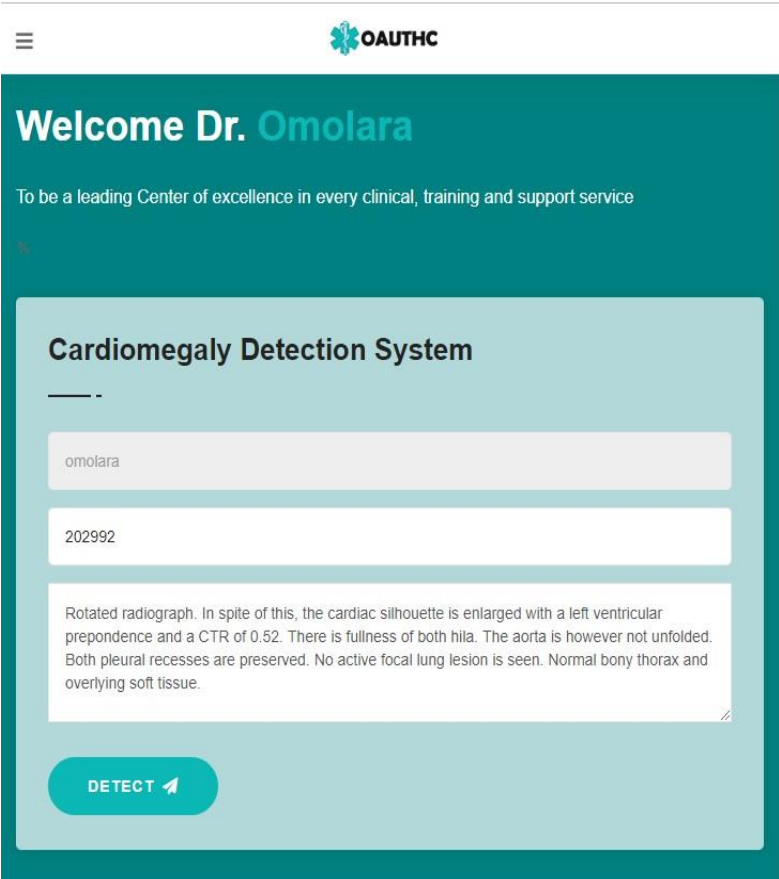 OAUTHC
Welcome Dr. Omolara
To be a leading Center of excellence in every clinical, training and support service
Cardiomegaly Detection System
omolara
202992
Rotated radiograph. In spite of this, the cardiac silhouette is enlarged with a left ventricular
prepondence and a CTR of 0.52. There is fullness of both hila. The aorta is however not unfolded.
Both pleural recesses are preserved. No active focal lung lesion is seen. Normal bony thorax and
overlying soft tissue.
DETECT